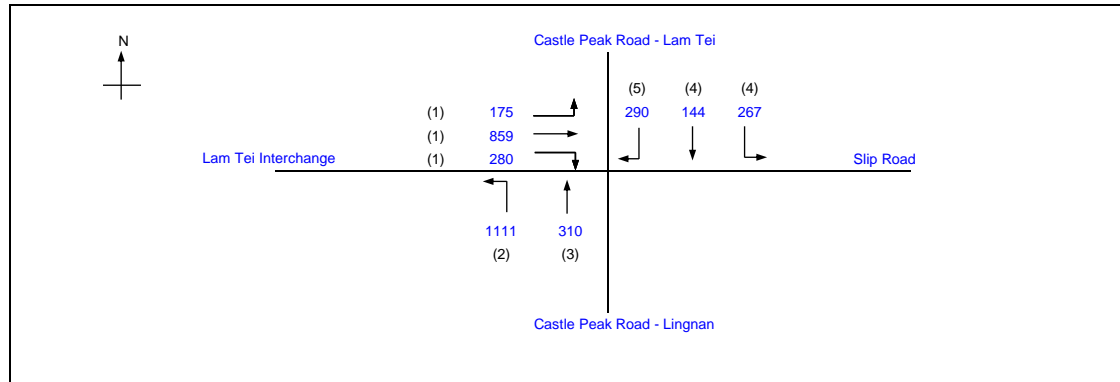 Castle Peak Road - Lam Tei
N
(5) (4) (4)
(1) 175 290 144 267
(1) 859
Lam Tei Interchange (1) 280 Slip Road
1111 310
(2) (3)
Castle Peak Road - Lingnan